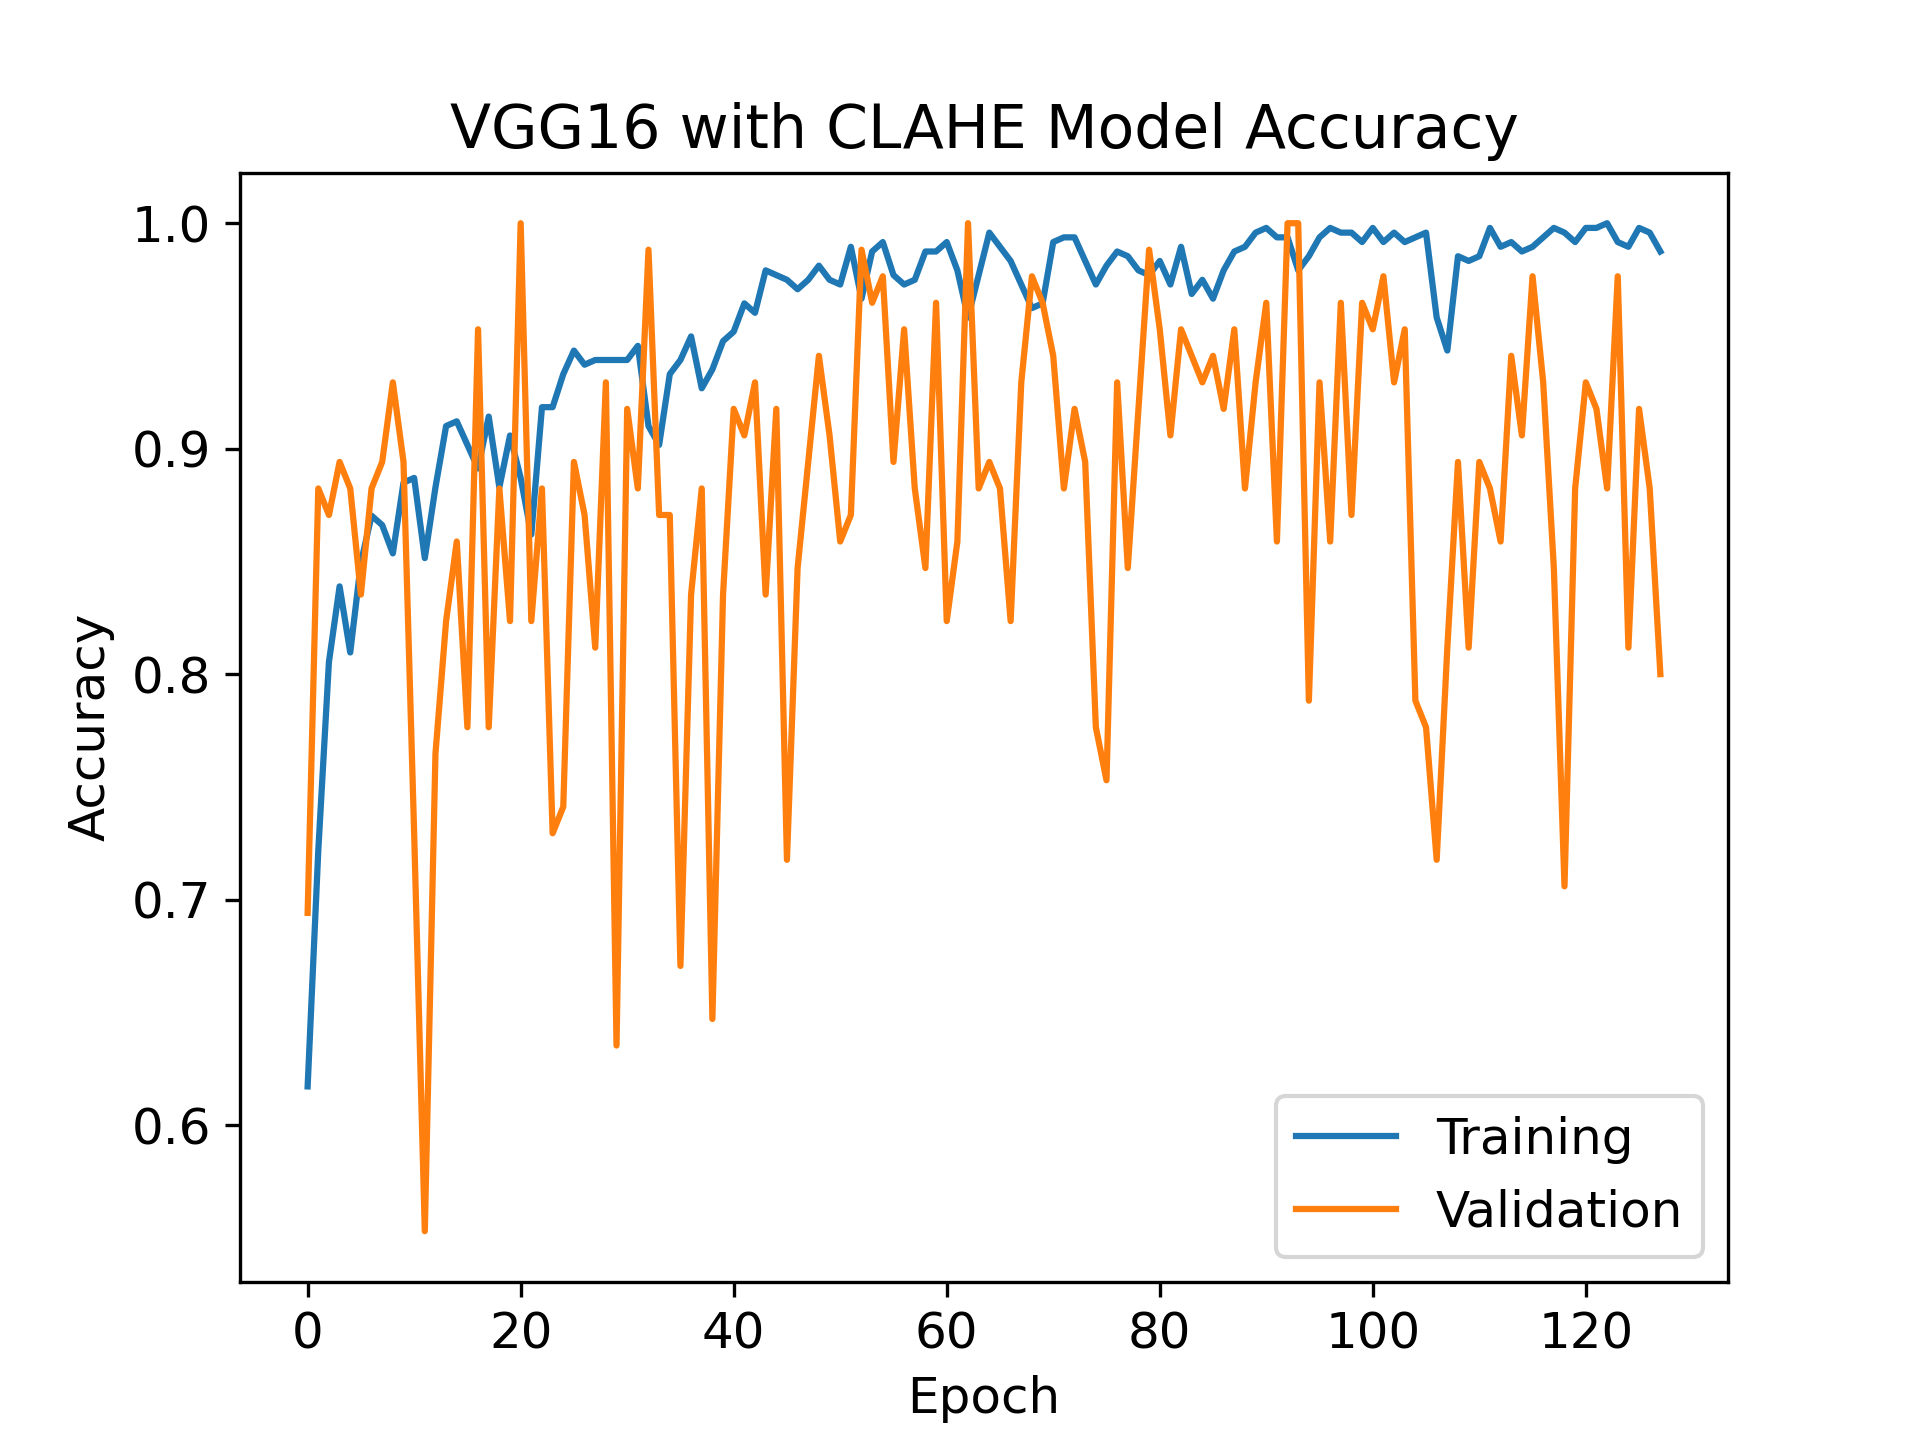 VGG16 with CLAHE Model Accuracy
1.0
0.9
0.8
0.7
0.6
Accuracy
Training
Validation
0 20 40 60 80 100 120
Epoch